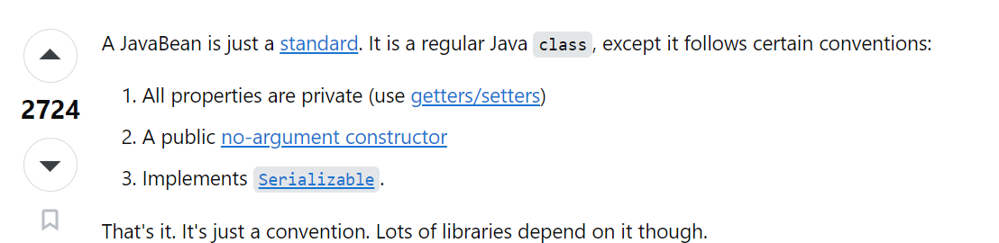 A JavaBean is just a standard. It is a regular Java class, except it follows certain conventions:
1. All properties are private (use getters/setters)
2724
2. A public no-argument constructor
3. Implements Serializable.
That's it. It's just a convention. Lots of libraries depend on it though.